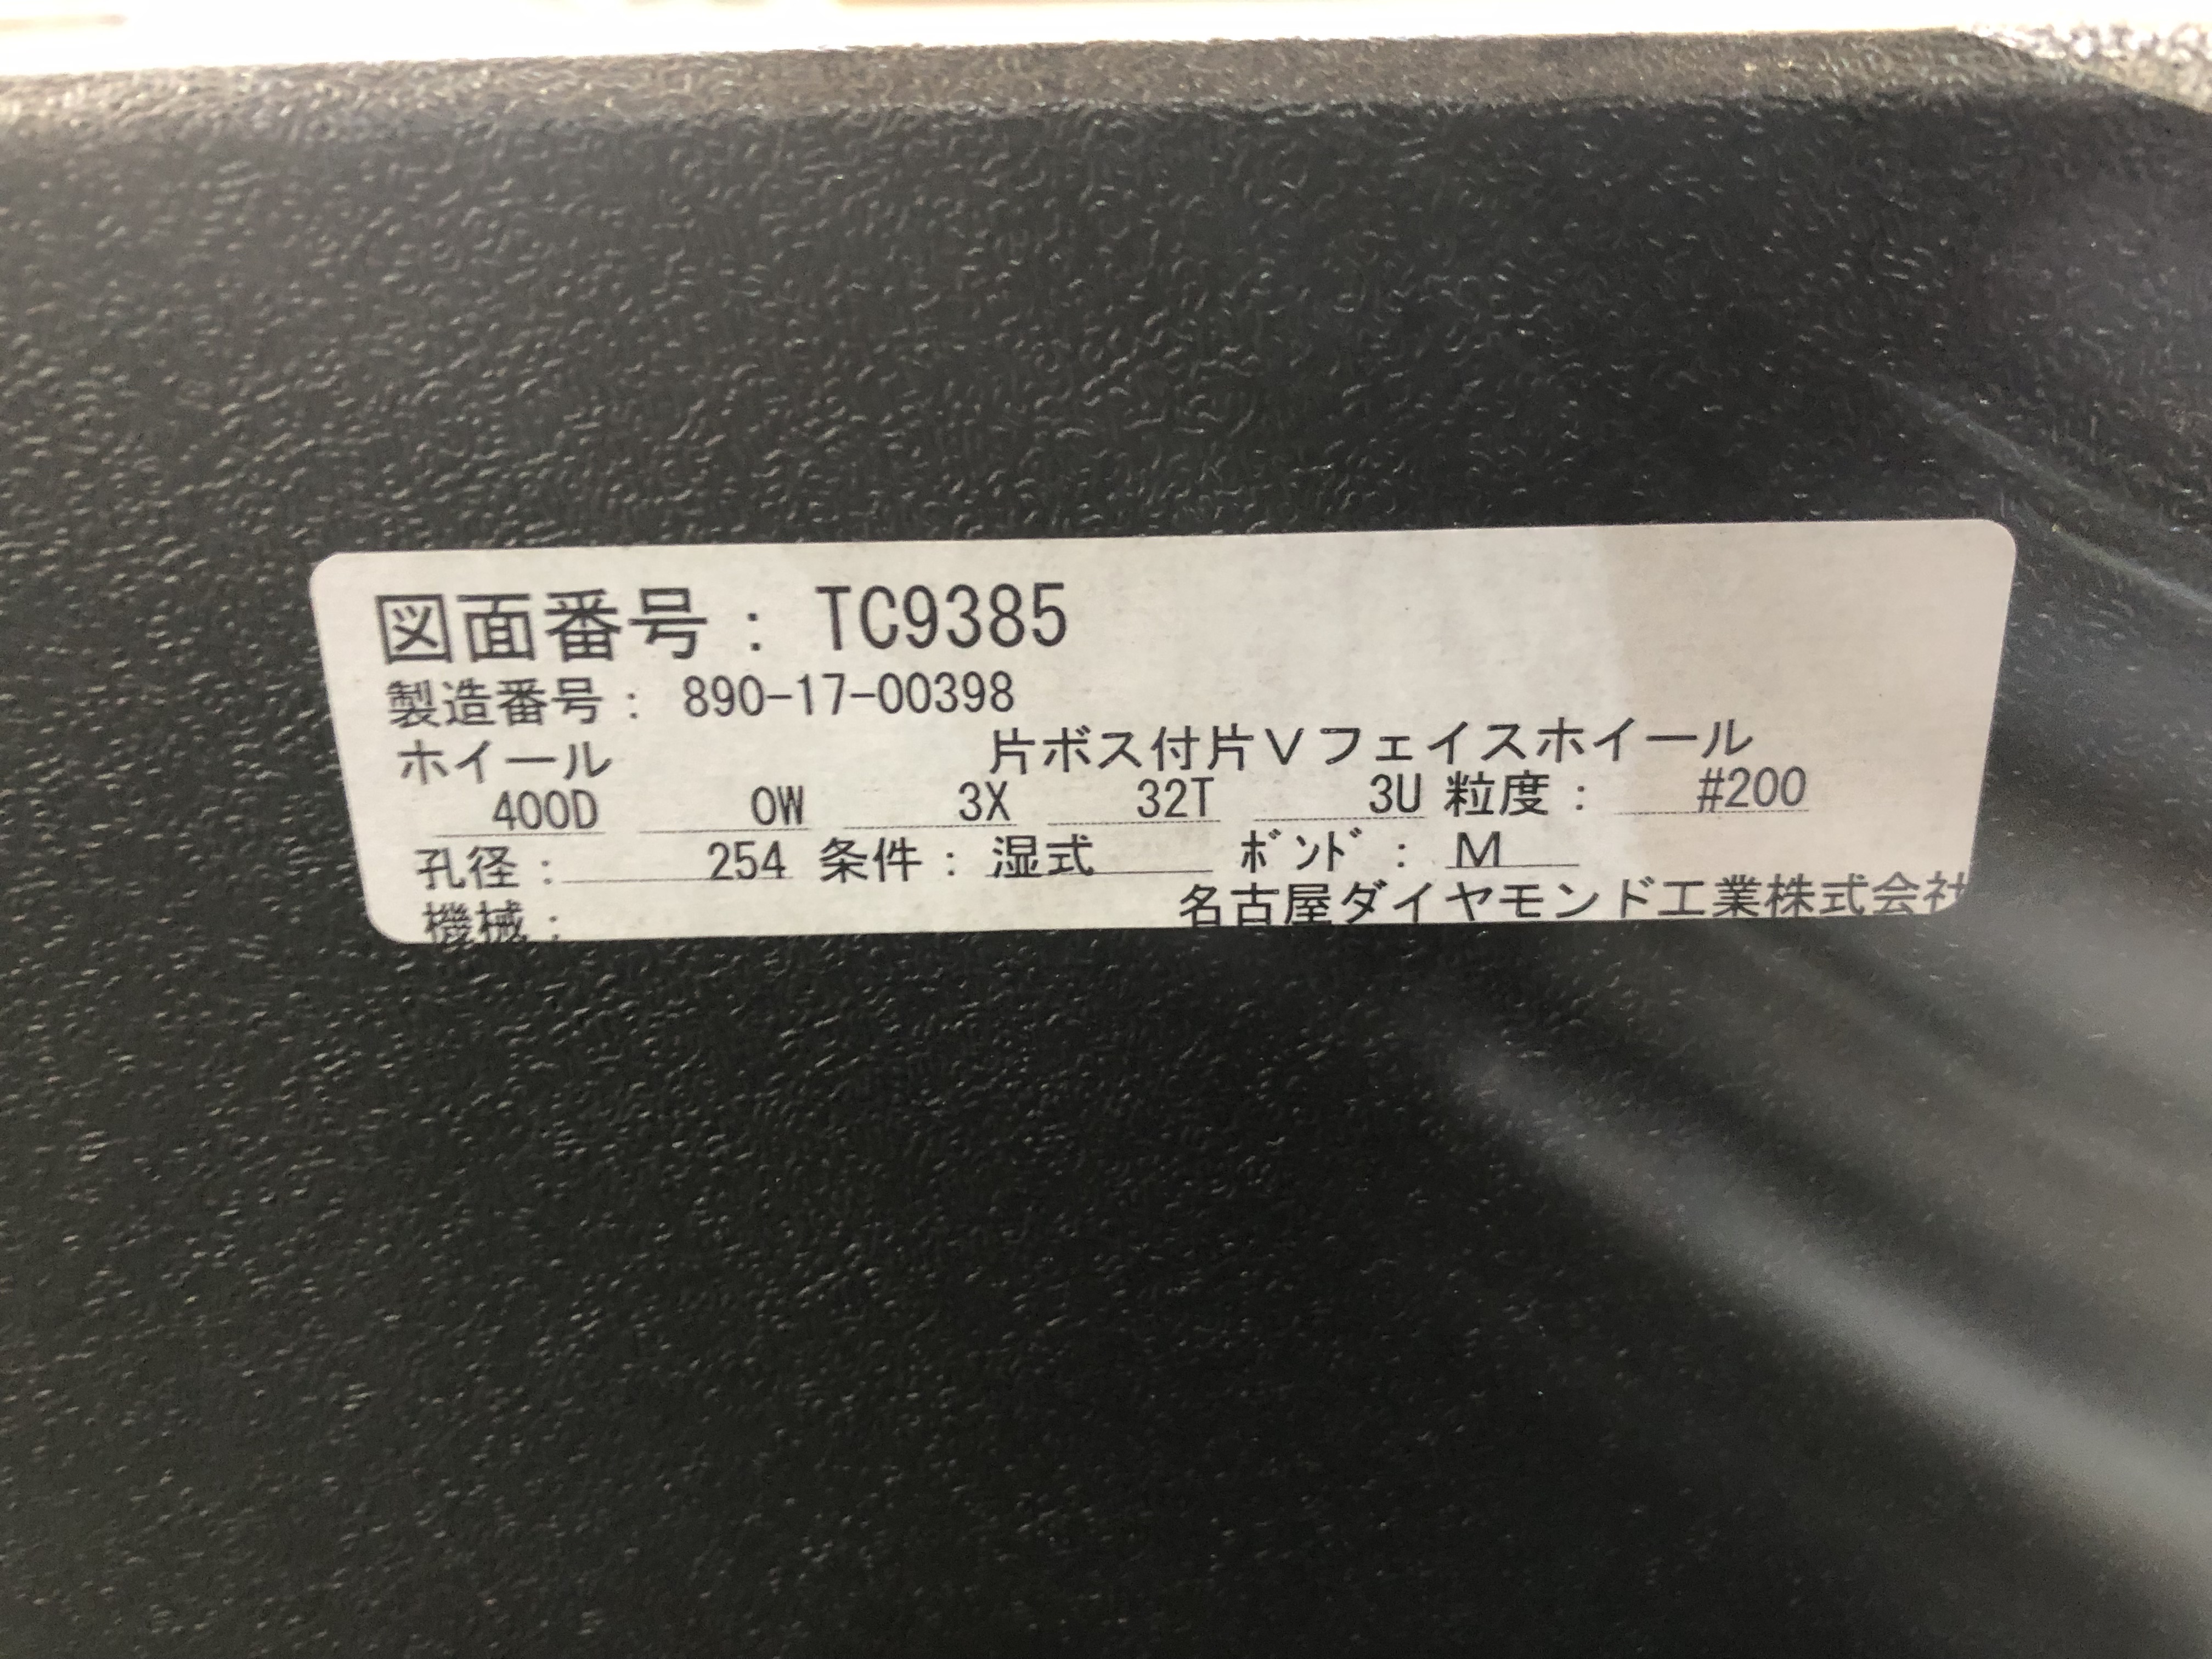 図面番号： TC9385
製造番号： 890-17-00398
ホイール 片ボス付片Ｖフェイスホイール
400D 0W 3X 32T 3U 粒度： #200
孔径： 254 条件：湿式 ﾎﾞﾝﾄﾞ： Ｍ
機械： 名古屋ダイヤモンド工業株式会社